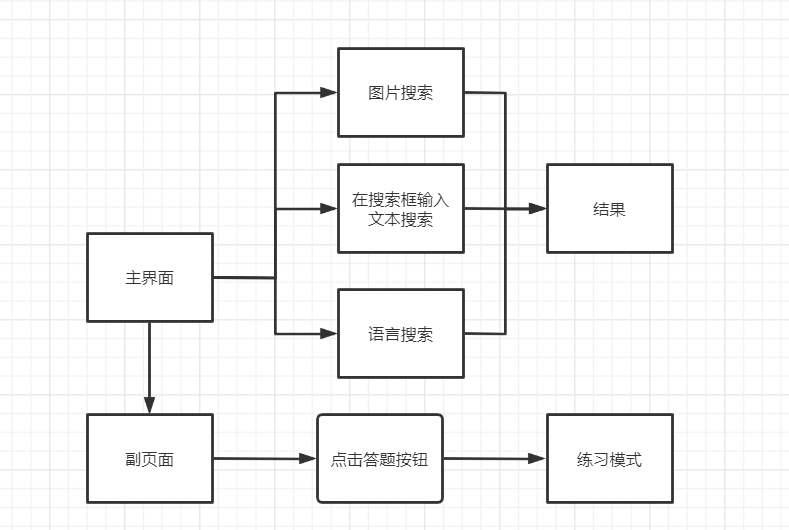 图片搜索
在搜索框输入
文本搜索
结果
主界面
语言搜索
副页面
点击答题按钮
练习模式